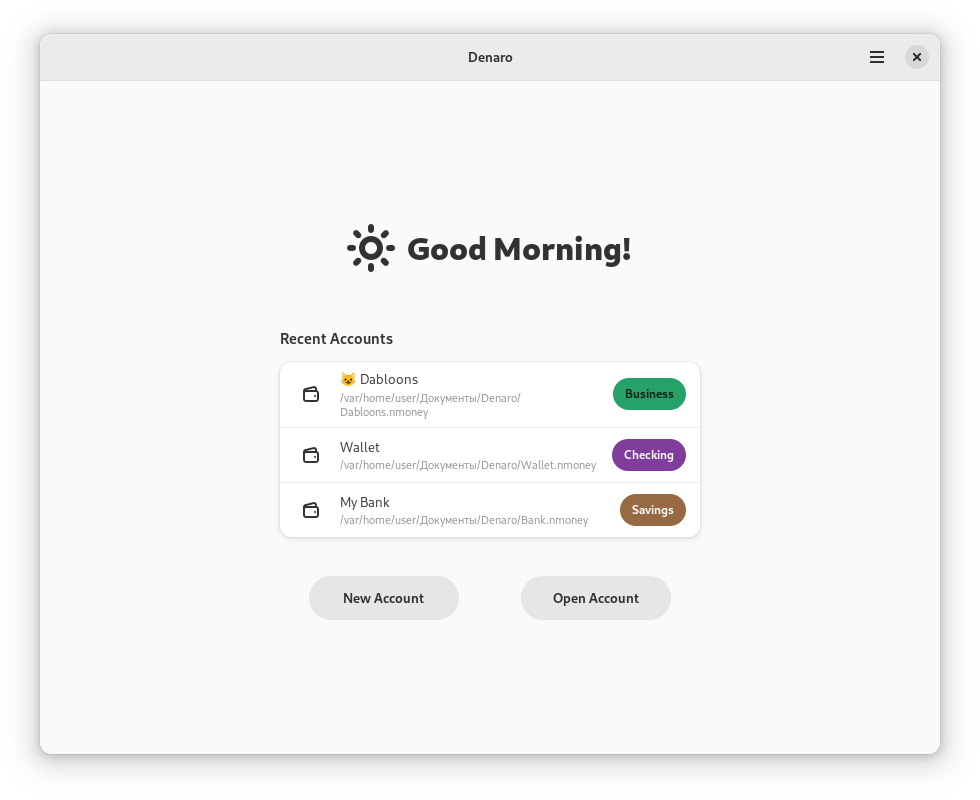 Denaro
Good Morning!
Recent Accounts
😺 Dabloons
/var/home/user/Документы/Denaro/
Dabloons.nmoney
Business
Wallet
/var/home/user/Документы/Denaro/Wallet.nmoney
Checking
My Bank
/var/home/user/Документы/Denaro/Bank.nmoney
Savings
New Account
Open Account